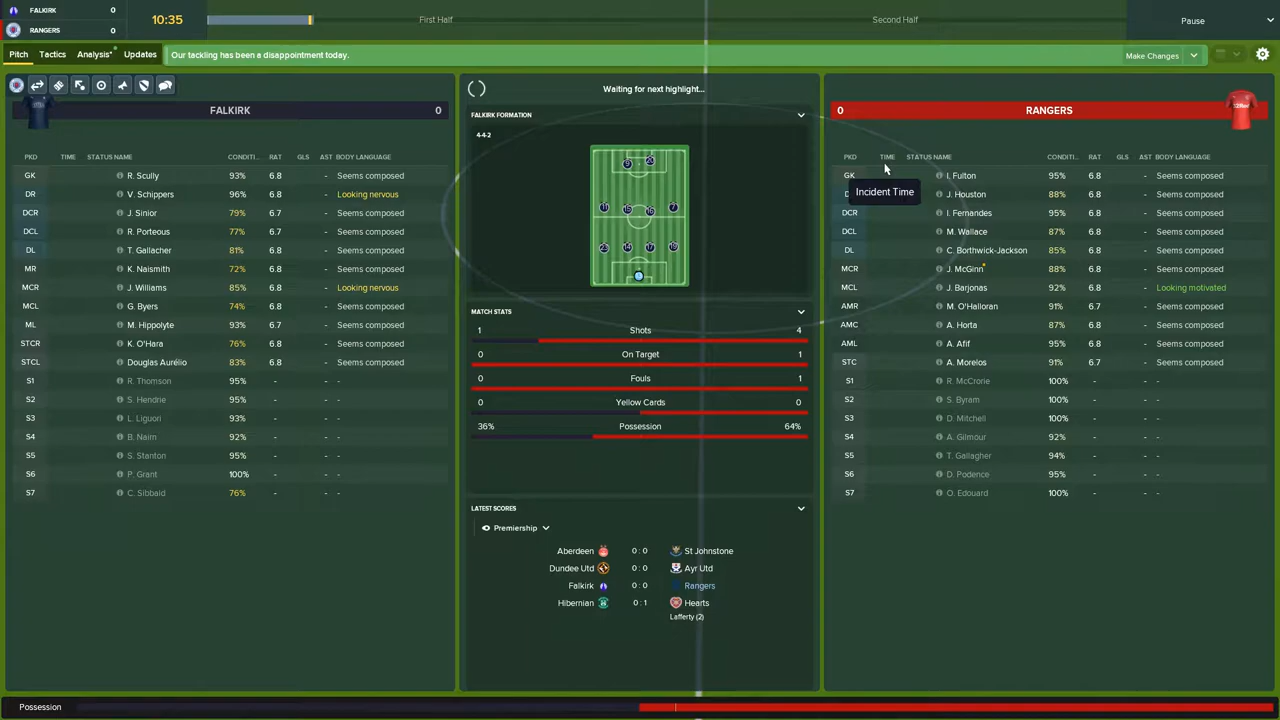 FALKIRK 0
RANGERS 0
10:35
First Half
Second Half
Pause
Pitch Tactics Analysis* Updates
Our tackling has been a disappointment today.
Make Changes
FALKIRK 0
PKD TIME STATUS NAME CONDITI... RAT GLS AST BODY LANGUAGE
GK R. Scully 93% 6.8 - Seems composed
DR V. Schippers 96% 6.8 - Looking nervous
DCR J. Sinior 79% 6.7 - Seems composed
DCL R. Porteous 77% 6.7 - Seems composed
DL T. Gallacher 81% 6.8 - Seems composed
MR K. Naismith 72% 6.8 - Seems composed
MCR J. Williams 85% 6.8 - Looking nervous
MCL G. Byers 74% 6.8 - Seems composed
ML M. Hippolyte 93% 6.7 - Seems composed
STCR K. O'Hara 76% 6.8 - Seems composed
STCL Douglas Aurélio 83% 6.8 - Seems composed
S1 R. Thomson 95% - - -
S2 S. Hendrie 95% - - -
S3 L. Liguori 93% - - -
S4 B. Nairn 92% - - -
S5 S. Stanton 95% - - -
S6 P. Grant 100% - - -
S7 C. Sibbald 76% - - -
Waiting for next highlight...
FALKIRK FORMATION
4-4-2
9 20
11 15 16 7
23 14 17 19
MATCH STATS
1 Shots 4
0 On Target 1
0 Fouls 1
0 Yellow Cards 0
36% Possession 64%
LATEST SCORES
Premiership
Aberdeen 0 : 0 St Johnstone
Dundee Utd 0 : 0 Ayr Utd
Falkirk 0 : 0 Rangers
Hibernian 0 : 1 Hearts
Lafferty (2)
0 RANGERS
PKD TIME STATUS NAME CONDITI... RAT GLS AST BODY LANGUAGE
GK I. Fulton 95% 6.8 - Seems composed
Incident Time
J. Houston 88% 6.8 - Seems composed
DCR I. Fernandes 95% 6.8 - Seems composed
DCL M. Wallace 87% 6.8 - Seems composed
DL C. Borthwick-Jackson 85% 6.8 - Seems composed
MCR J. McGinn* 88% 6.8 - Seems composed
MCL J. Barjonas 92% 6.8 - Looking motivated
AMR M. O'Halloran 91% 6.7 - Seems composed
AMC A. Horta 87% 6.8 - Seems composed
AML A. Afif 95% 6.8 - Seems composed
STC A. Morelos 91% 6.7 - Seems composed
S1 R. McCrorie 100% - - -
S2 S. Byram 100% - - -
S3 D. Mitchell 100% - - -
S4 A. Gilmour 92% - - -
S5 T. Gallagher 94% - - -
S6 D. Podence 95% - - -
S7 O. Edouard 100% - - -
Possession